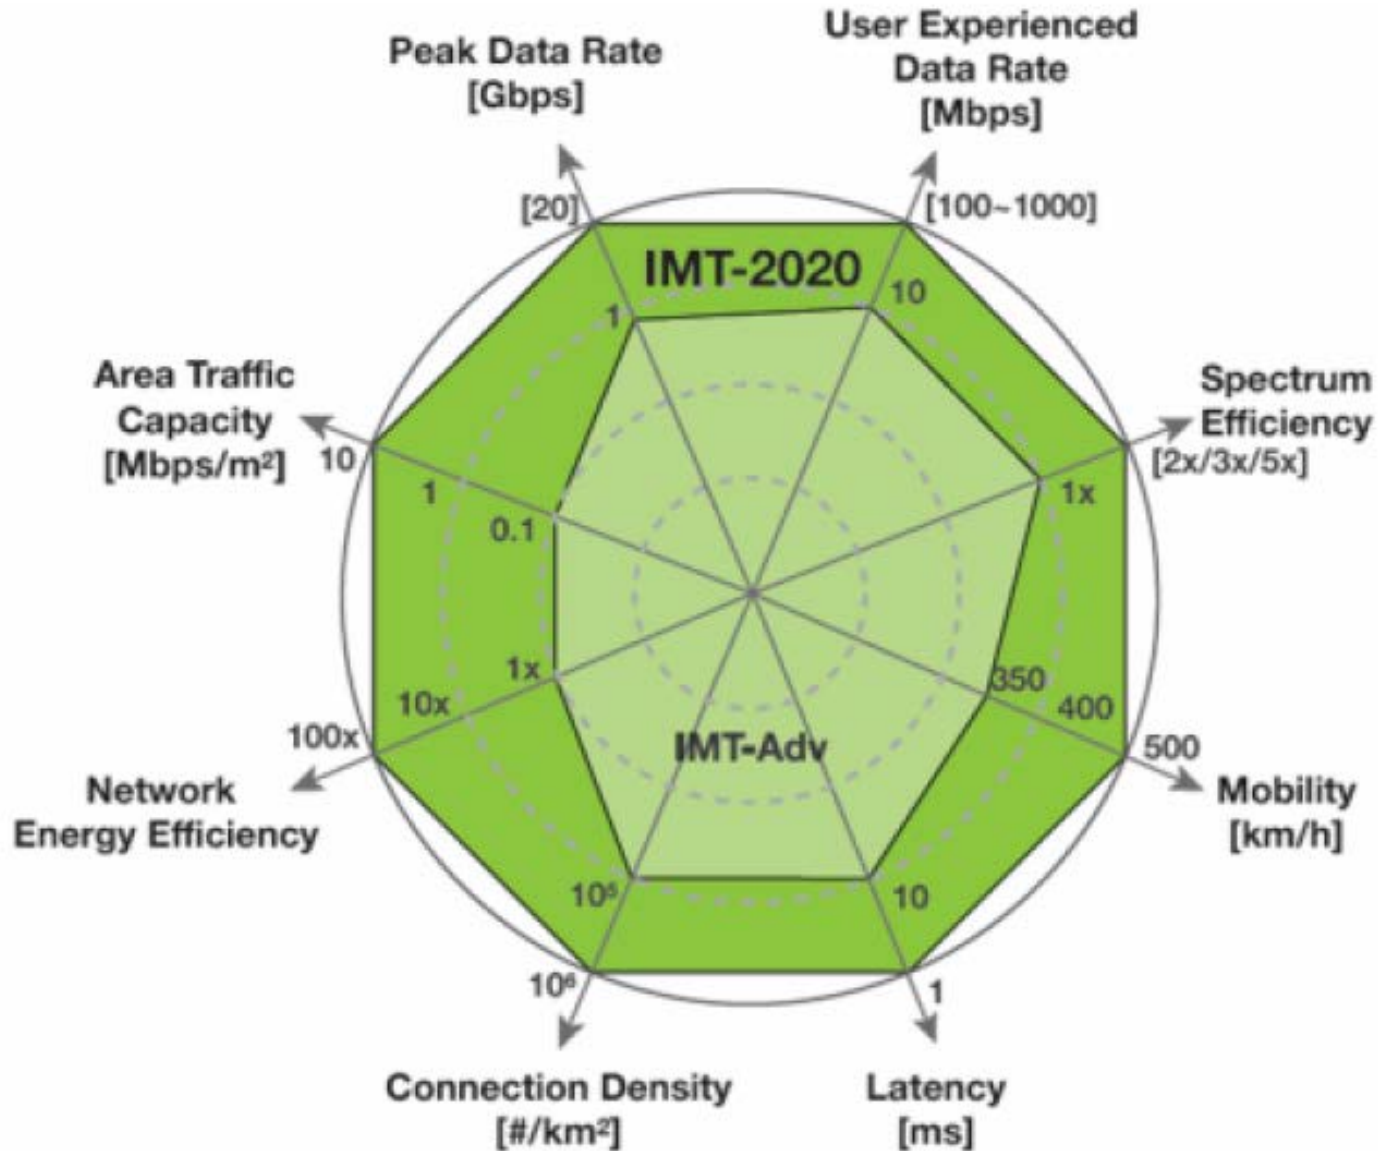 User Experienced
Data Rate
[Mbps]
Peak Data Rate
[Gbps]
[20]
[100~1000]
IMT-2020
10
1
Area Traffic
Capacity
[Mbps/m²]
Spectrum
Efficiency
[2x/3x/5x]
10
1
0.1
1x
1x
10x
100x
350
400
500
Network
Energy Efficiency
IMT-Adv
Mobility
[km/h]
10⁵
10
10⁶
1
Connection Density
[#/km²]
Latency
[ms]